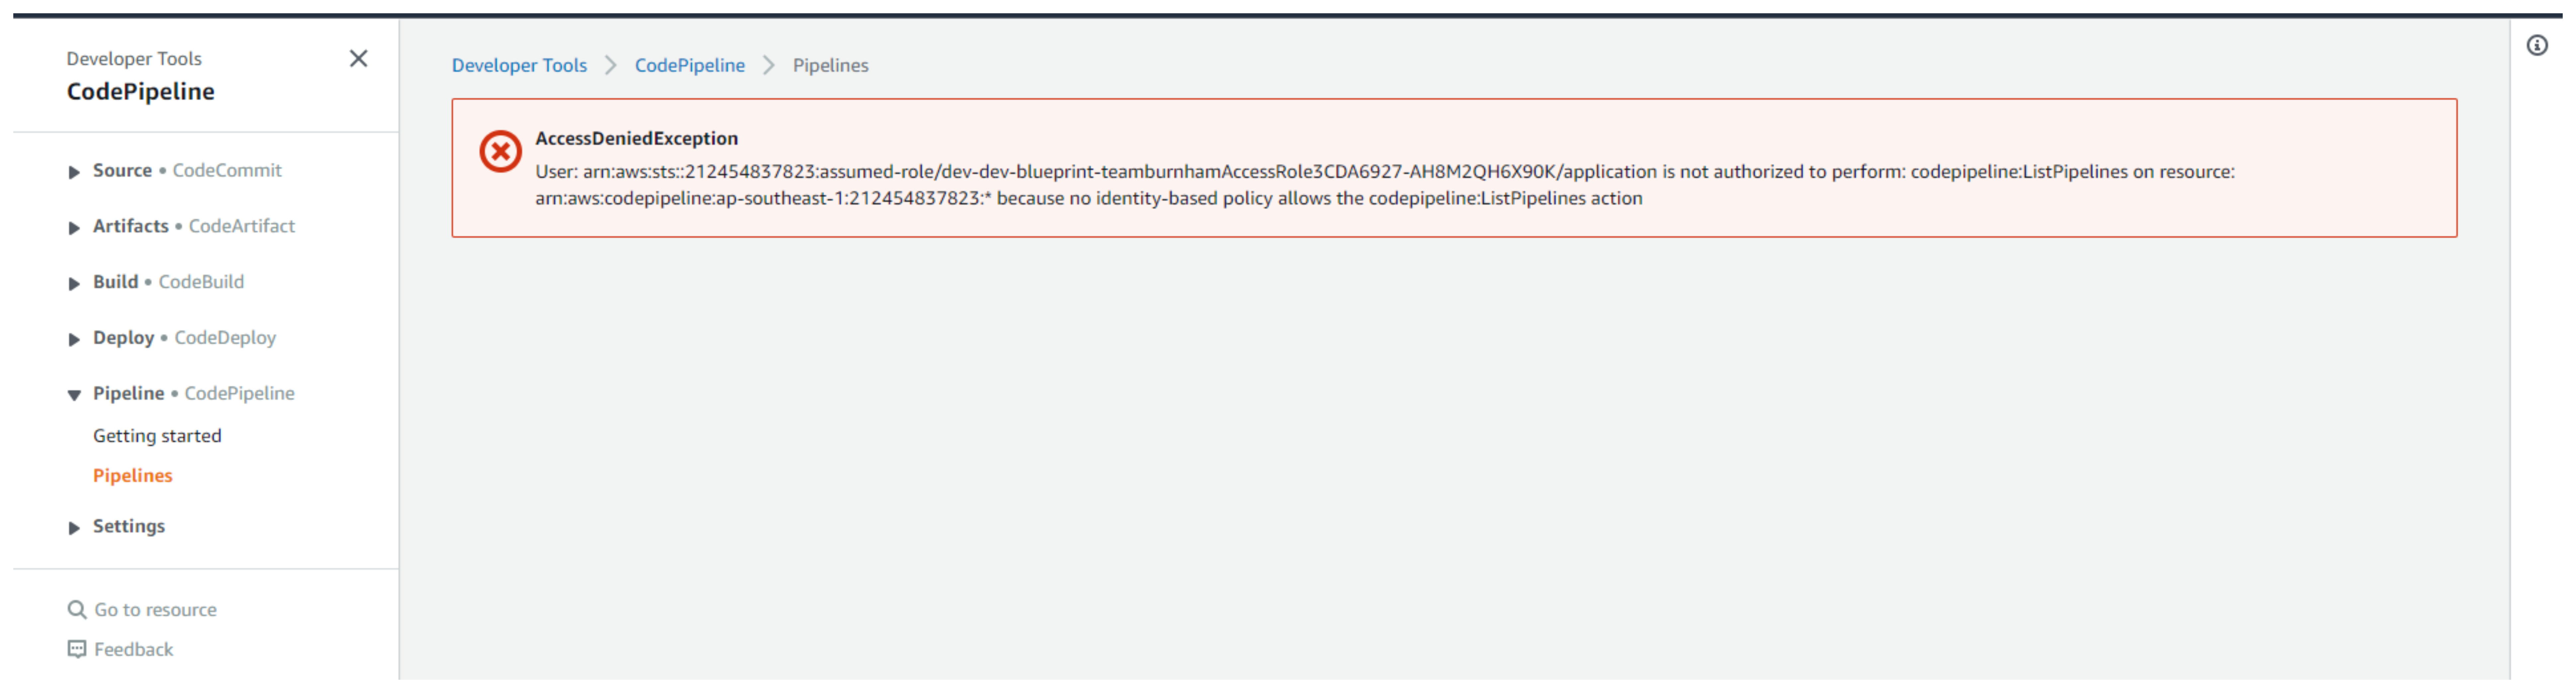 Developer Tools
CodePipeline
Source • CodeCommit
Artifacts • CodeArtifact
Build • CodeBuild
Deploy • CodeDeploy
Pipeline • CodePipeline
Getting started
Pipelines
Settings
Go to resource
Feedback
Developer Tools > CodePipeline > Pipelines
AccessDeniedException
User: arn:aws:sts::212454837823:assumed-role/dev-dev-blueprint-teamburnhamAccessRole3CDA6927-AH8M2QH6X90K/application is not authorized to perform: codepipeline:ListPipelines on resource:
arn:aws:codepipeline:ap-southeast-1:212454837823:* because no identity-based policy allows the codepipeline:ListPipelines action